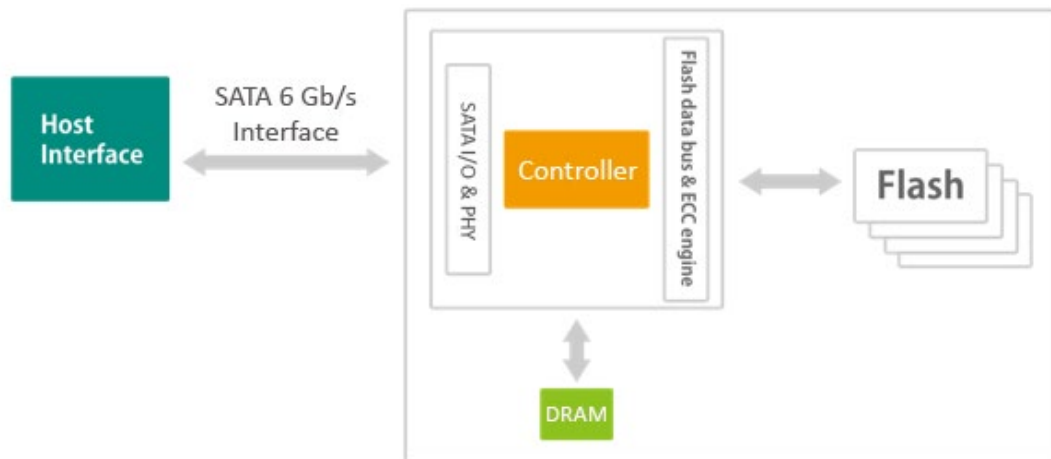 Host
Interface
SATA 6 Gb/s
Interface
SATA I/O & PHY
Controller
Flash data bus & ECC engine
Flash
DRAM